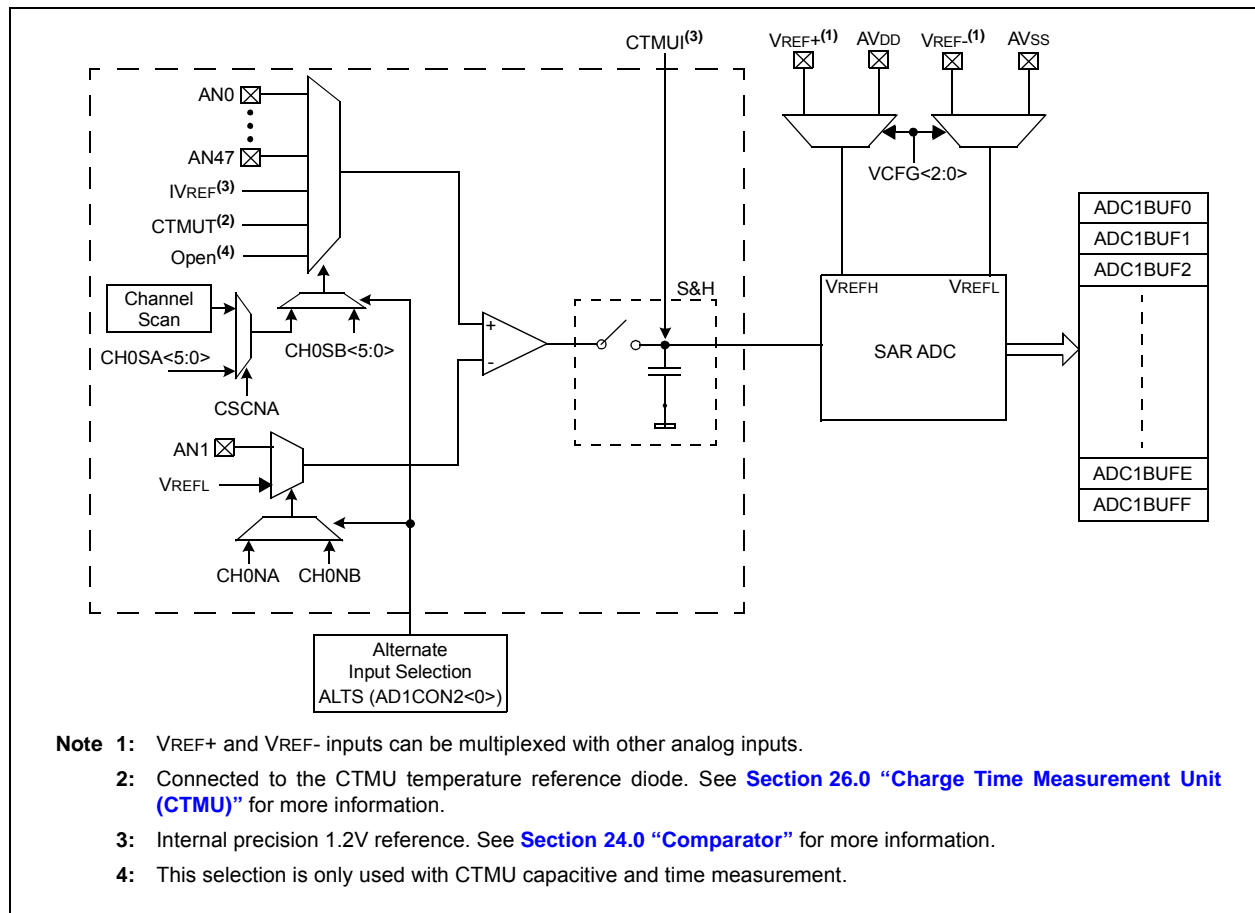 CTMUI(3)
VREF+(1) AVDD VREF-(1) AVSS
AN0
AN47
IVREF(3)
CTMUT(2)
Open(4)
VCFG<2:0>
ADC1BUF0
ADC1BUF1
ADC1BUF2
Channel
Scan
S&H
VREFH VREFL
CH0SA<5:0>
CH0SB<5:0>
+
-
SAR ADC
CSCNA
AN1
VREFL
ADC1BUFE
ADC1BUFF
CH0NA CH0NB
Alternate
Input Selection
ALTS (AD1CON2<0>)
Note 1: VREF+ and VREF- inputs can be multiplexed with other analog inputs.
2: Connected to the CTMU temperature reference diode. See Section 26.0 “Charge Time Measurement Unit
(CTMU)” for more information.
3: Internal precision 1.2V reference. See Section 24.0 “Comparator” for more information.
4: This selection is only used with CTMU capacitive and time measurement.